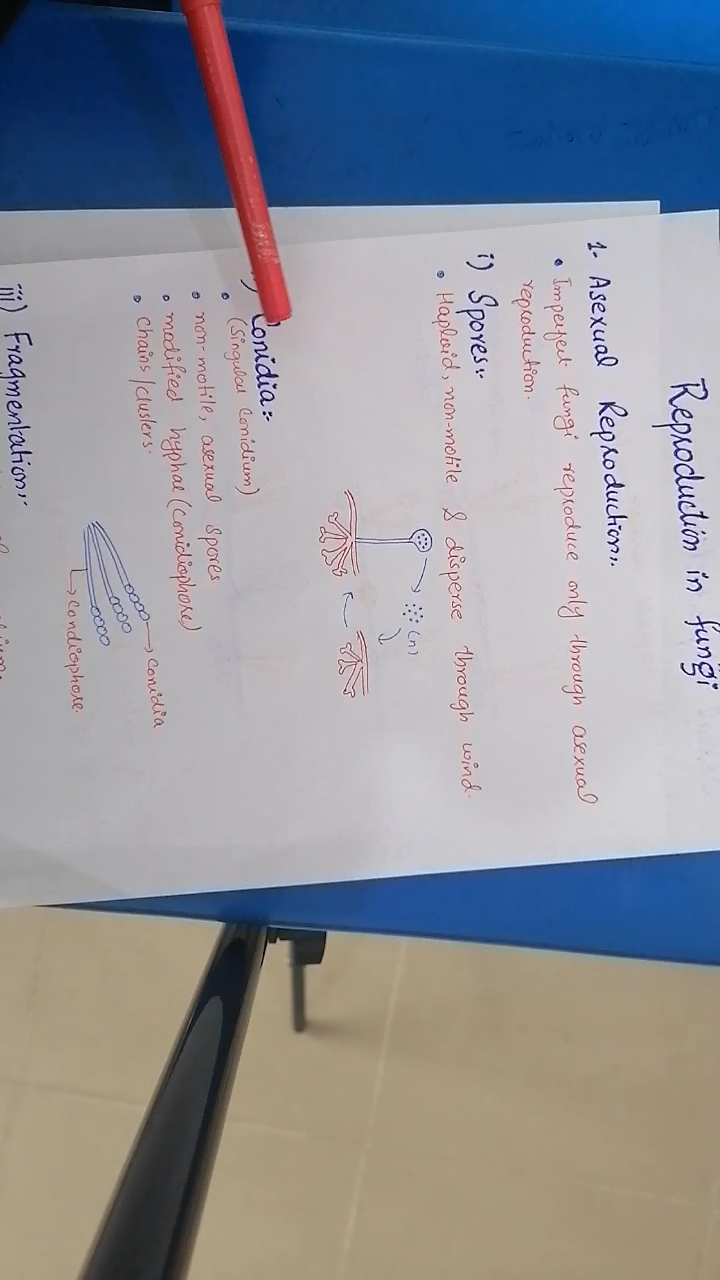 Reproduction in fungi
1- Asexual Reproduction:-
• Imperfect fungi reproduce only through asexual
reproduction.
i) Spores:-
• Haploid, non-motile & disperse through wind.
(n)
) Conidia:-
• (Singular Conidium)
• non-motile, asexual spores
• modified hyphae (Conidiophore)
• Chains/clusters.
→ Conidia
→ Condiophore.
iii) Fragmentation:-